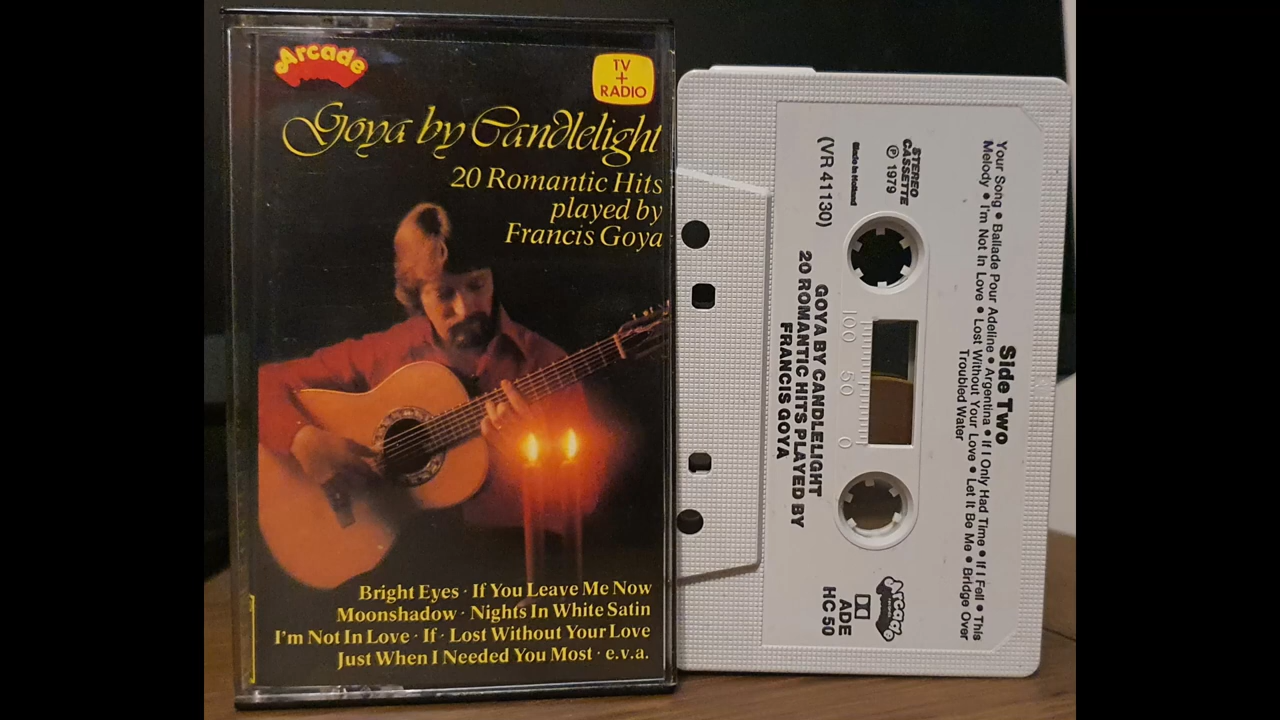 Arcade
TV
+
RADIO
Goya by Candlelight
20 Romantic Hits
played by
Francis Goya
Bright Eyes · If You Leave Me Now
Moonshadow · Nights In White Satin
I'm Not In Love · If · Lost Without Your Love
Just When I Needed You Most · e.v.a.
Side Two
Your Song • Ballade Pour Adeline • Argentina • If I Only Had Time • If I Fell • This
Melody • I'm Not In Love • Lost Without Your Love • Let It Be Me • Bridge Over
Troubled Water
STEREO
CASSETTE
℗ 1979
Made in Holland
(VR 41130)
100 50 0
Arcade
ADE
HC 50
GOYA BY CANDLELIGHT
20 ROMANTIC HITS PLAYED BY
FRANCIS GOYA